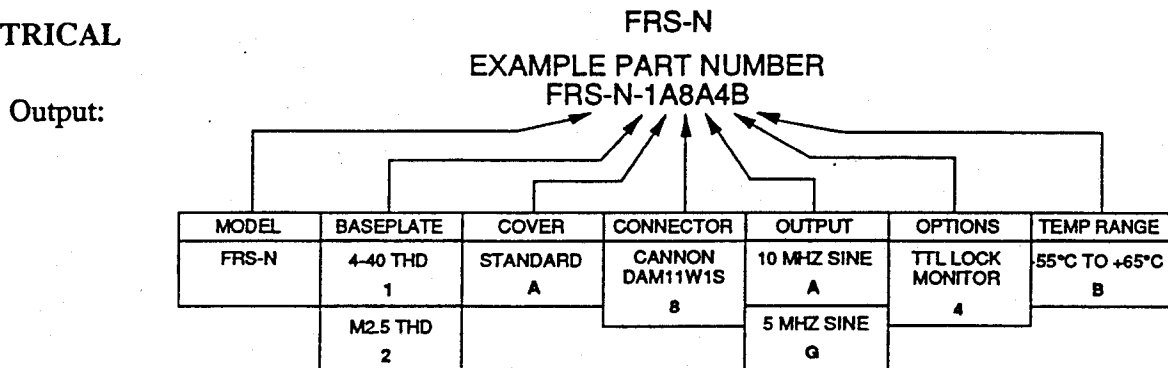 TRICAL
Output:
FRS-N
EXAMPLE PART NUMBER
FRS-N-1A8A4B
MODEL BASEPLATE COVER CONNECTOR OUTPUT OPTIONS TEMP RANGE
FRS-N
4-40 THD
1
M2.5 THD
2
STANDARD
A
CANNON
DAM11W1S
8
10 MHZ SINE
A
5 MHZ SINE
G
TTL LOCK
MONITOR
4
-55°C TO +65°C
B